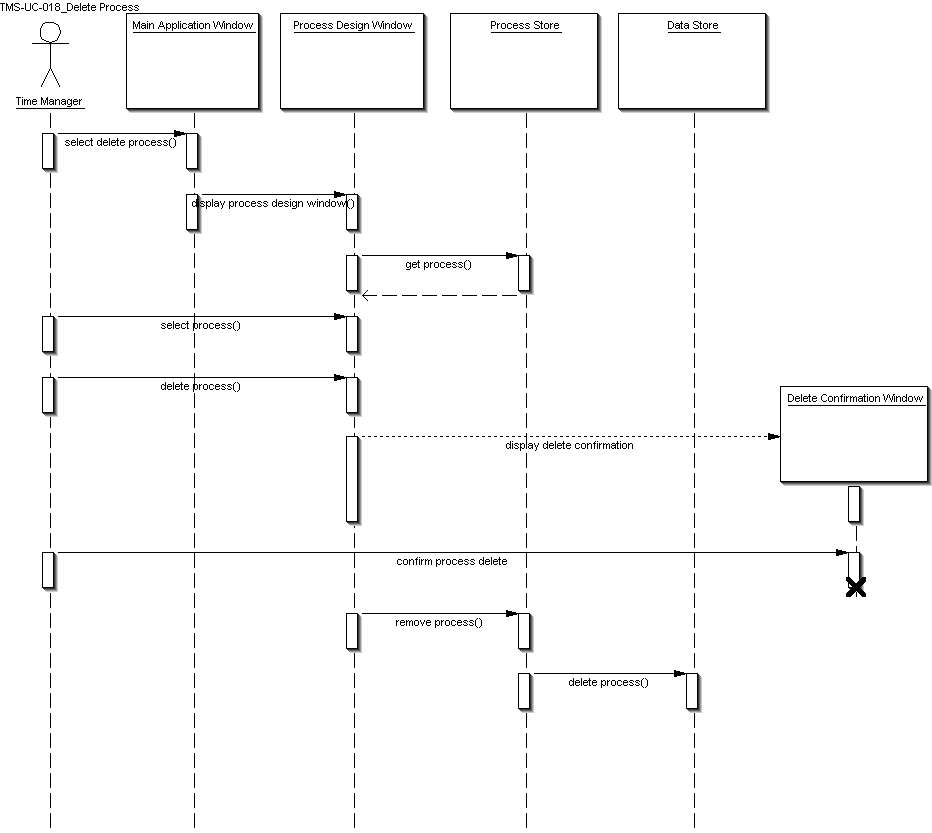 TMS-UC-018_Delete Process
Main Application Window
Process Design Window
Process Store
Data Store
Time Manager
select delete process()
display process design window()
get process()
select process()
delete process()
Delete Confirmation Window
display delete confirmation
confirm process delete
remove process()
delete process()